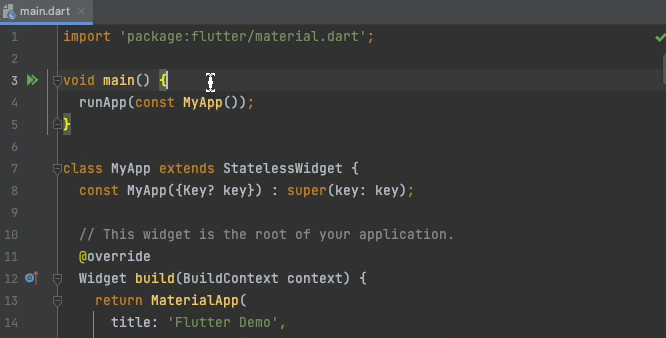 main.dart
1 import 'package:flutter/material.dart';
2
3 void main() {
4 runApp(const MyApp());
5 }
6
7 class MyApp extends StatelessWidget {
8 const MyApp({Key? key}) : super(key: key);
9
10 // This widget is the root of your application.
11 @override
12 Widget build(BuildContext context) {
13 return MaterialApp(
14 title: 'Flutter Demo',